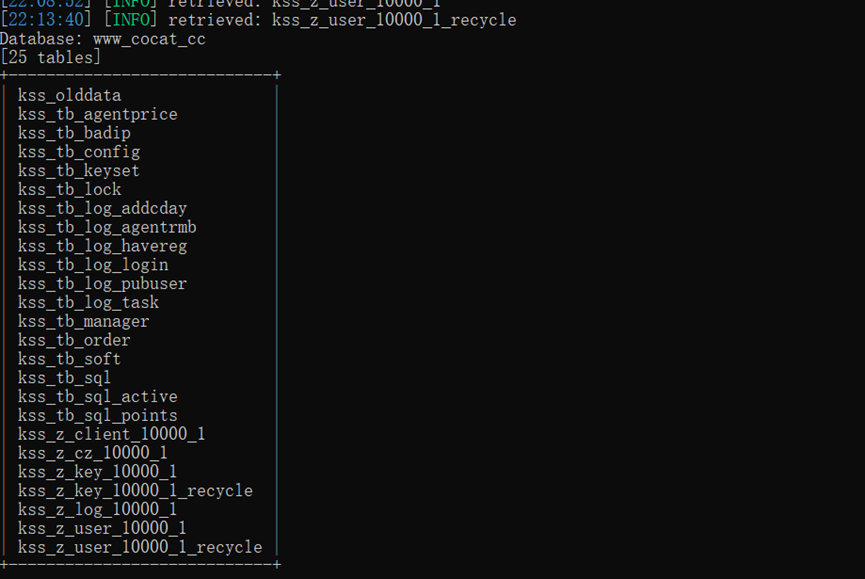 [22:08:52] [INFO] retrieved: kss_z_user_10000_1
[22:13:40] [INFO] retrieved: kss_z_user_10000_1_recycle
Database: www_cocat_cc
[25 tables]
+-----------------------------+
| kss_olddata |
| kss_tb_agentprice |
| kss_tb_badip |
| kss_tb_config |
| kss_tb_keyset |
| kss_tb_lock |
| kss_tb_log_addcday |
| kss_tb_log_agentrmb |
| kss_tb_log_havereg |
| kss_tb_log_login |
| kss_tb_log_pubuser |
| kss_tb_log_task |
| kss_tb_manager |
| kss_tb_order |
| kss_tb_soft |
| kss_tb_sql |
| kss_tb_sql_active |
| kss_tb_sql_points |
| kss_z_client_10000_1 |
| kss_z_cz_10000_1 |
| kss_z_key_10000_1 |
| kss_z_key_10000_1_recycle |
| kss_z_log_10000_1 |
| kss_z_user_10000_1 |
| kss_z_user_10000_1_recycle |
+-----------------------------+